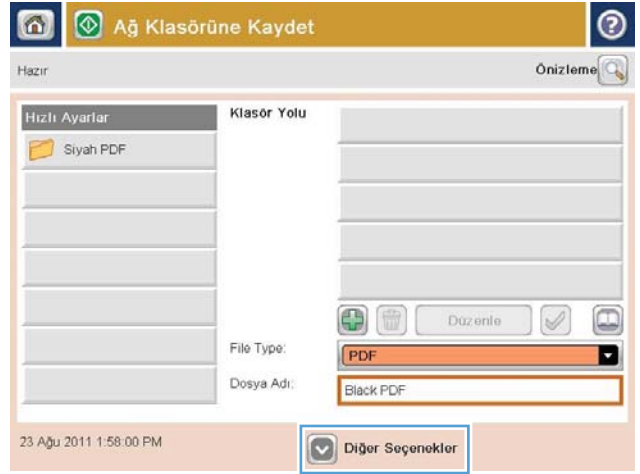 Ağ Klasörüne Kaydet
Hazır
Önizleme
Hızlı Ayarlar
Klasör Yolu
Siyah PDF
Düzenle
File Type:
PDF
Dosya Adı:
Black PDF
23 Ağu 2011 1:58:00 PM
Diğer Seçenekler